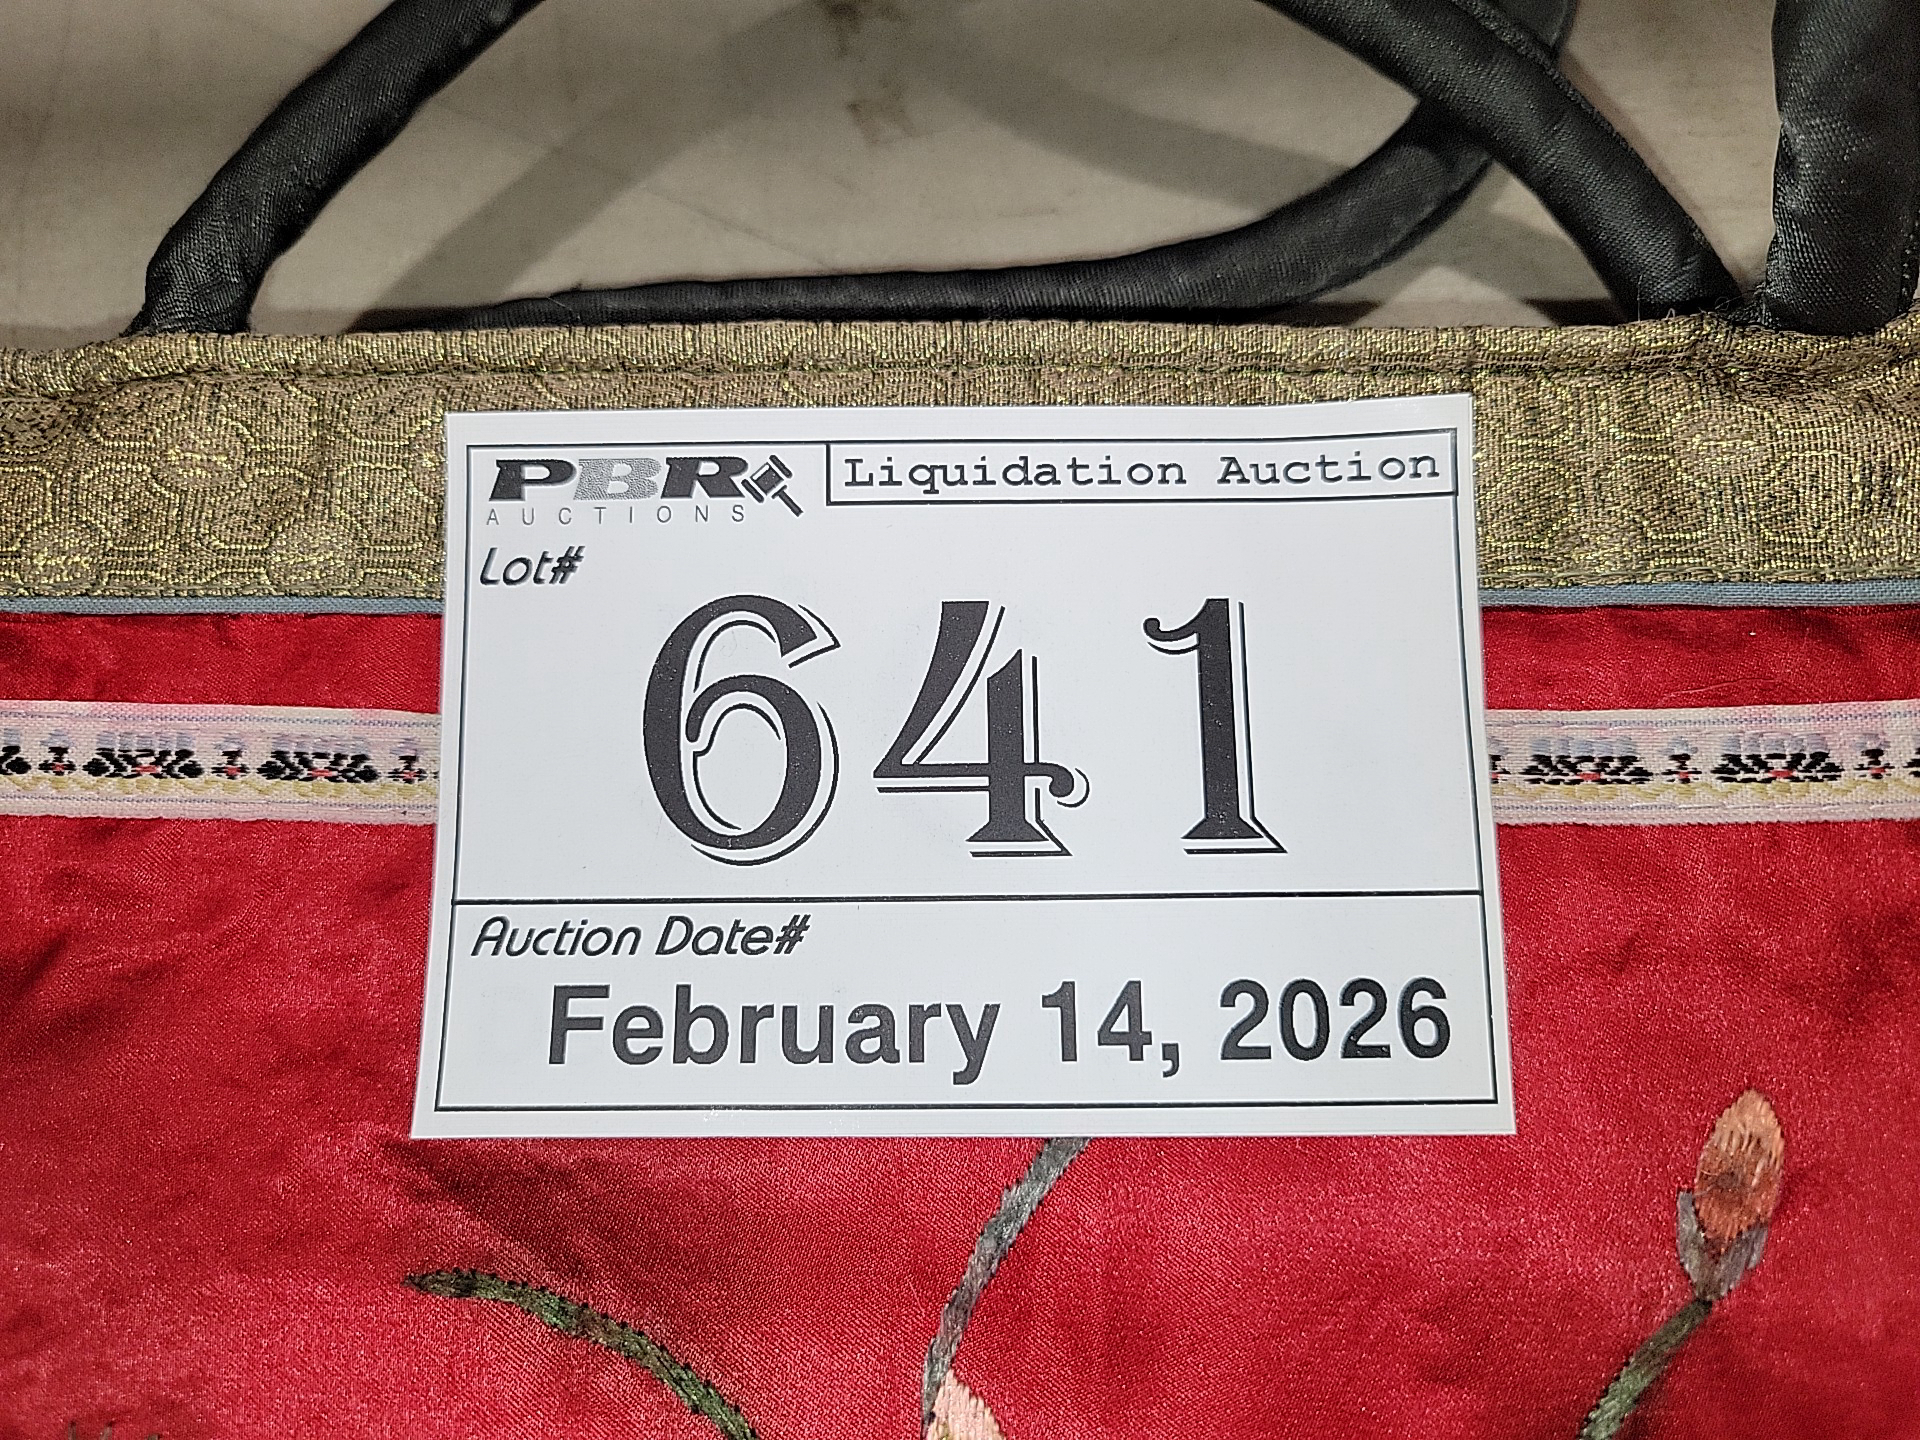 PBR
AUCTIONS
Liquidation Auction
Lot#
641
Auction Date#
February 14, 2026